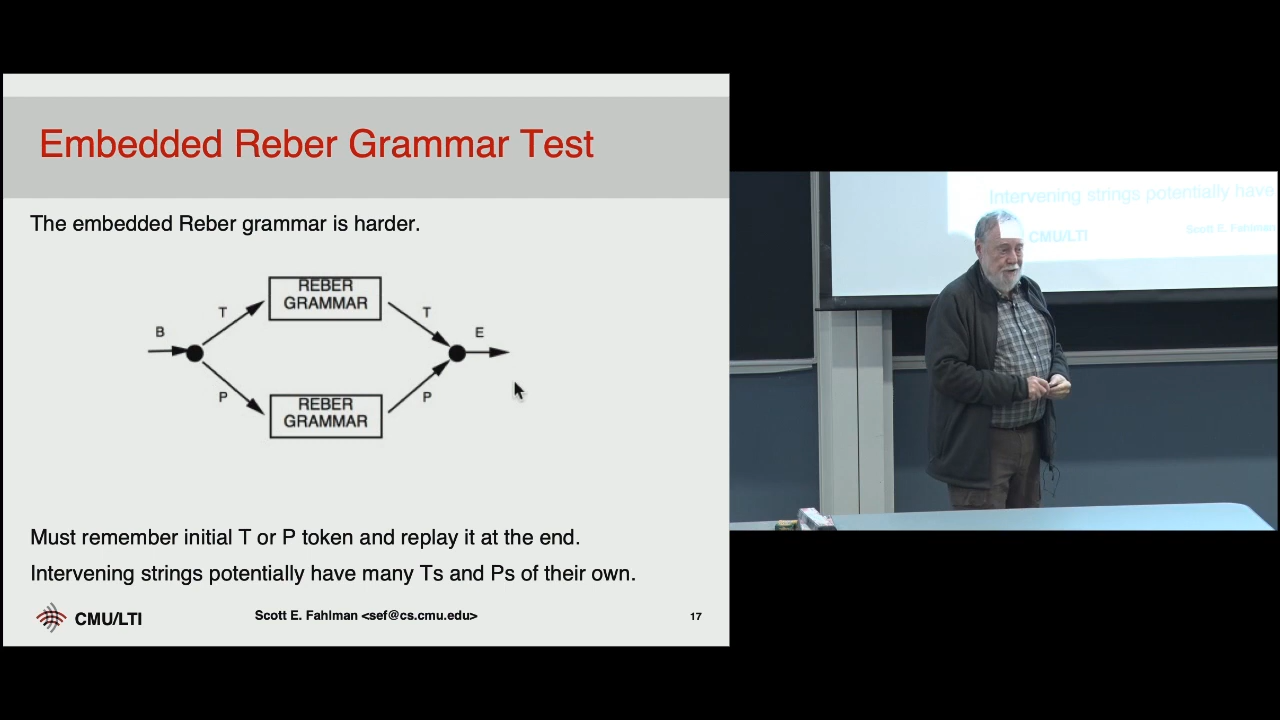 Embedded Reber Grammar Test
The embedded Reber grammar is harder.
B
T
REBER
GRAMMAR
T
E
P
REBER
GRAMMAR
P
Must remember initial T or P token and replay it at the end.
Intervening strings potentially have many Ts and Ps of their own.
CMU/LTI
Scott E. Fahlman <sef@cs.cmu.edu>
17
Intervening strings potentially have
CMU/LTI
Scott E. Fahlman